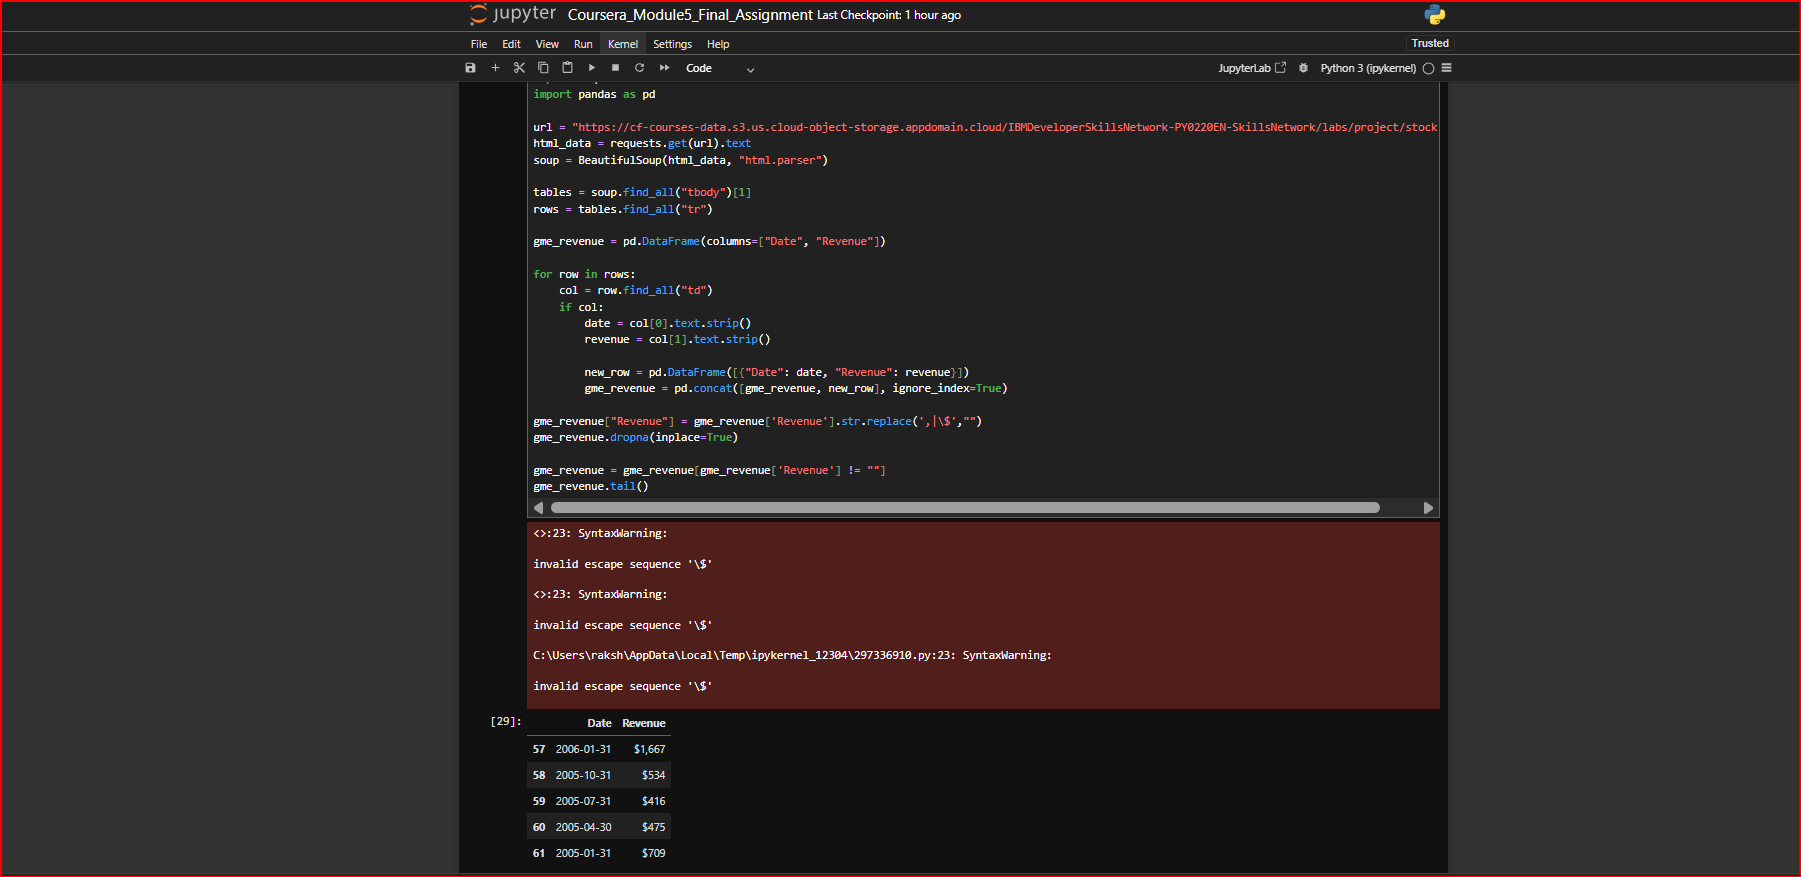 jupyter Coursera_Module5_Final_Assignment Last Checkpoint: 1 hour ago
File Edit View Run Kernel Settings Help
Trusted
Code
JupyterLab
Python 3 (ipykernel)
import pandas as pd
url = "https://cf-courses-data.s3.us.cloud-object-storage.appdomain.cloud/IBMDeveloperSkillsNetwork-PY0220EN-SkillsNetwork/labs/project/stock
html_data = requests.get(url).text
soup = BeautifulSoup(html_data, "html.parser")
tables = soup.find_all("tbody")[1]
rows = tables.find_all("tr")
gme_revenue = pd.DataFrame(columns=["Date", "Revenue"])
for row in rows:
    col = row.find_all("td")
    if col:
        date = col[0].text.strip()
        revenue = col[1].text.strip()
        new_row = pd.DataFrame([{"Date": date, "Revenue": revenue}])
        gme_revenue = pd.concat([gme_revenue, new_row], ignore_index=True)
gme_revenue["Revenue"] = gme_revenue['Revenue'].str.replace(',|\$',"")
gme_revenue.dropna(inplace=True)
gme_revenue = gme_revenue[gme_revenue['Revenue'] != ""]
gme_revenue.tail()
<>:23: SyntaxWarning:
invalid escape sequence '\$'
<>:23: SyntaxWarning:
invalid escape sequence '\$'
C:\Users\raksh\AppData\Local\Temp\ipykernel_12304\297336910.py:23: SyntaxWarning:
invalid escape sequence '\$'
[29]:
Date Revenue
57 2006-01-31 $1,667
58 2005-10-31 $534
59 2005-07-31 $416
60 2005-04-30 $475
61 2005-01-31 $709